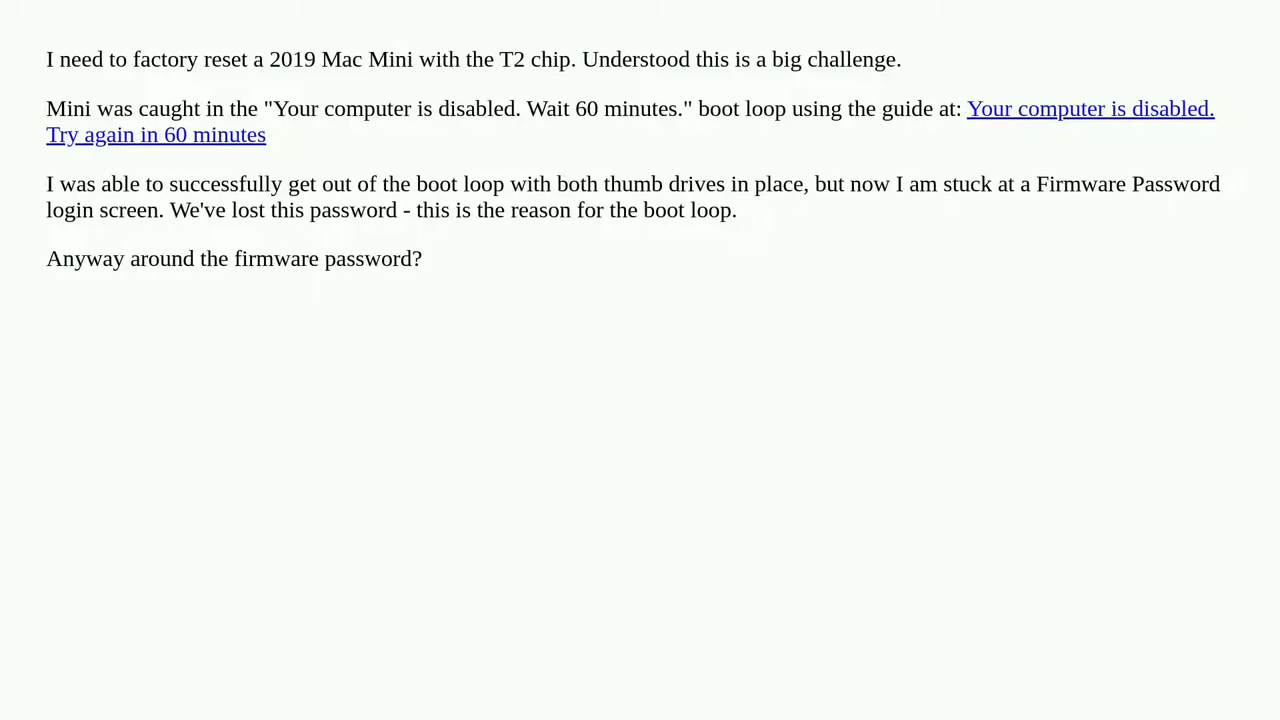 I need to factory reset a 2019 Mac Mini with the T2 chip. Understood this is a big challenge.
Mini was caught in the "Your computer is disabled. Wait 60 minutes." boot loop using the guide at: Your computer is disabled.
Try again in 60 minutes
I was able to successfully get out of the boot loop with both thumb drives in place, but now I am stuck at a Firmware Password
login screen. We've lost this password - this is the reason for the boot loop.
Anyway around the firmware password?